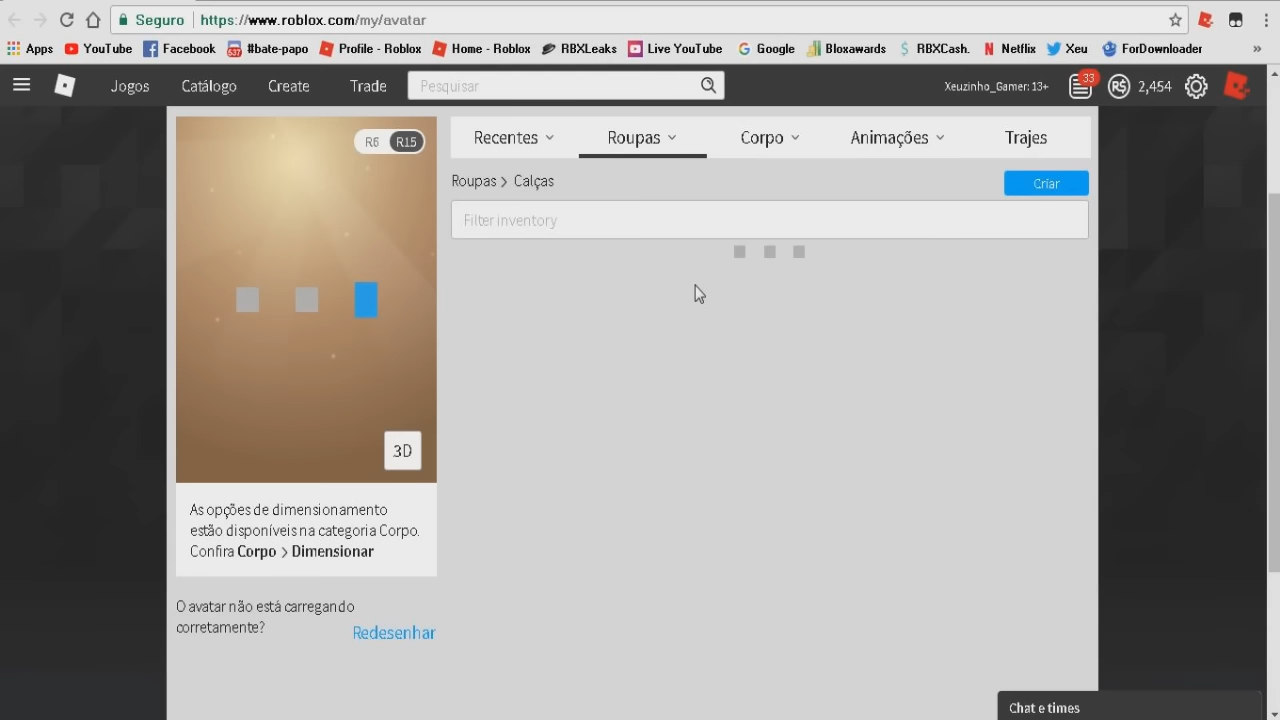 Seguro https://www.roblox.com/my/avatar
Apps YouTube Facebook 537 #bate-papo Profile - Roblox Home - Roblox RBXLeaks Live YouTube Google Bloxawards RBXCash. Netflix Xeu ForDownloader »
Jogos Catálogo Create Trade Pesquisar Xeuzinho_Gamer: 13+ 33 R$ 2,454
R6 R15
Recentes Roupas Corpo Animações Trajes
Roupas > Calças Criar
Filter inventory
3D
As opções de dimensionamento
estão disponíveis na categoria Corpo.
Confira Corpo > Dimensionar
O avatar não está carregando
corretamente? Redesenhar
Chat e times